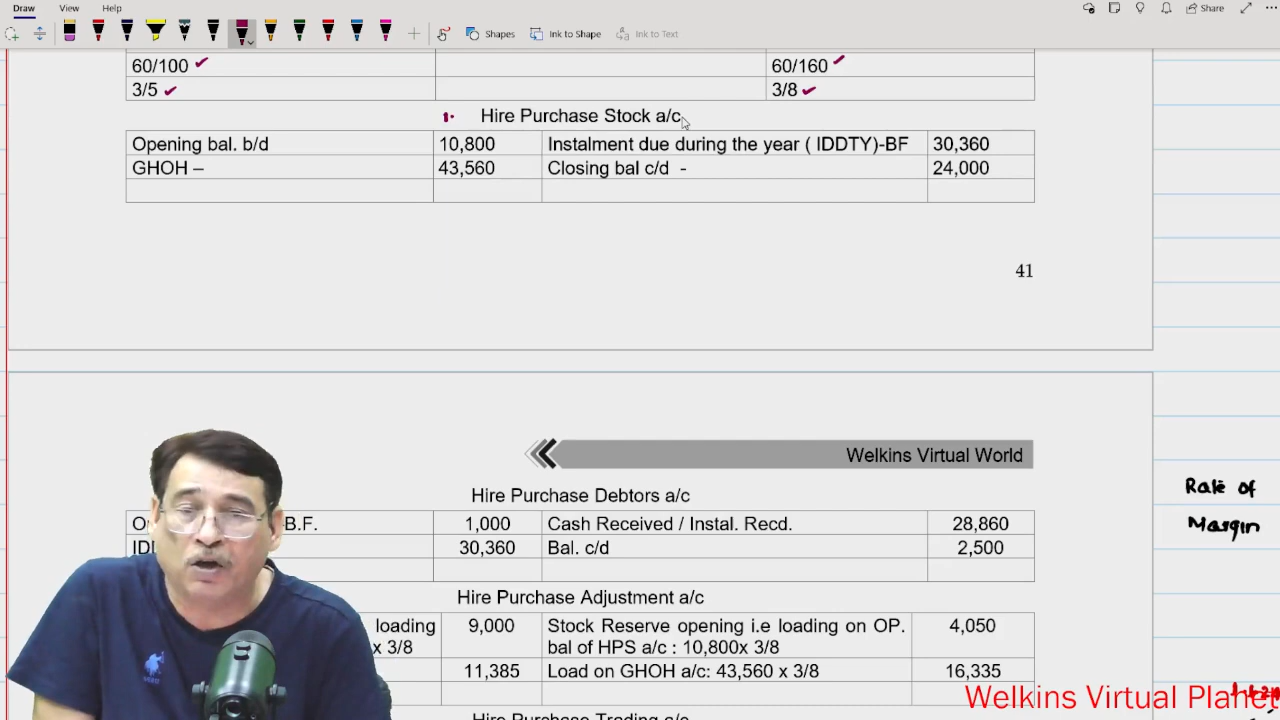 Draw View Help Share
Shapes Ink to Shape Ink to Text
60/100 60/160
3/5 3/8
1. Hire Purchase Stock a/c
Opening bal. b/d 10,800 Instalment due during the year ( IDDTY)-BF 30,360
GHOH – 43,560 Closing bal c/d - 24,000
41
Welkins Virtual World
Rate of
Margin
Hire Purchase Debtors a/c
B.F. 1,000 Cash Received / Instal. Recd. 28,860
30,360 Bal. c/d 2,500
Hire Purchase Adjustment a/c
loading 9,000 Stock Reserve opening i.e loading on OP. 4,050
x 3/8 bal of HPS a/c : 10,800x 3/8
11,385 Load on GHOH a/c: 43,560 x 3/8 16,335
Welkins Virtual Planet
Hire Purchase Trading a/c